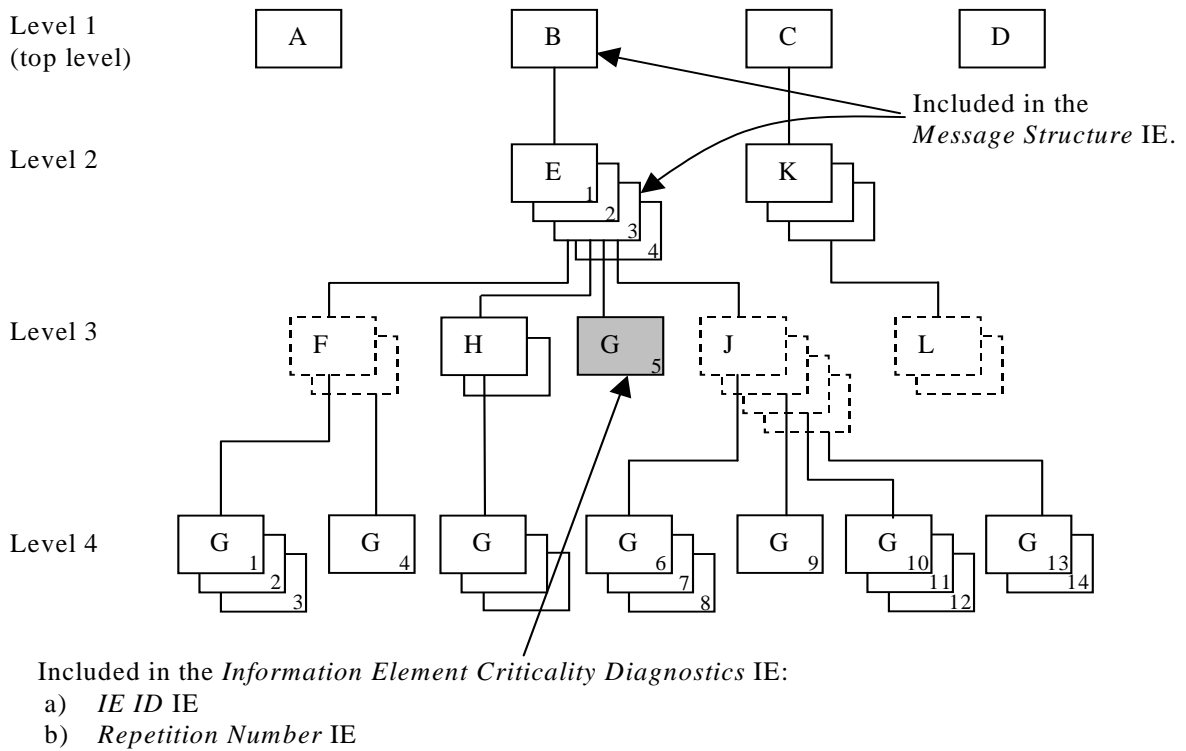 Level 1
(top level)
A
B
C
D
Included in the
Message Structure IE.
Level 2
E
1
2
3
4
K
Level 3
F
H
G
5
J
L
Level 4
G
1
2
3
G
4
G
G
6
7
8
G
9
G
10
11
12
G
13
14
Included in the Information Element Criticality Diagnostics IE:
a) IE ID IE
b) Repetition Number IE